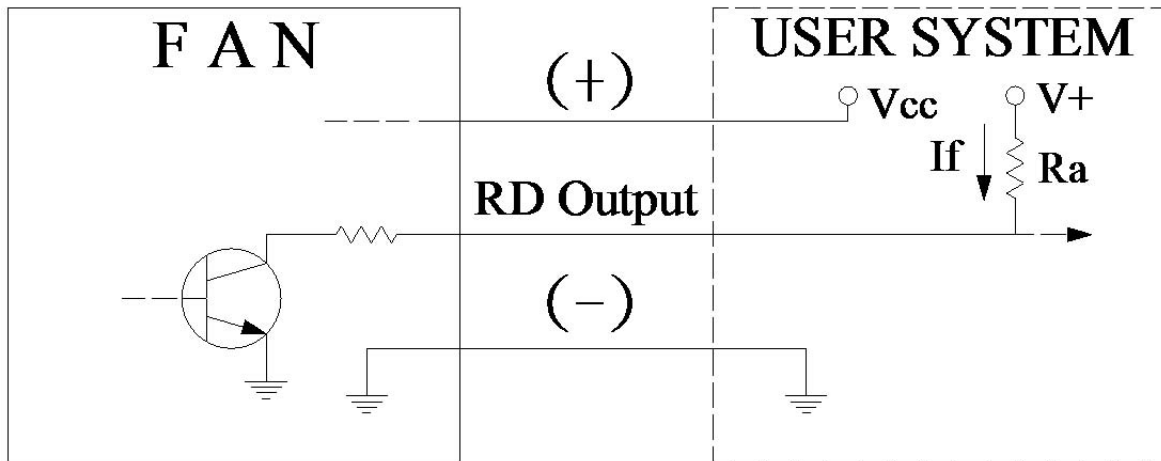 F A N
USER SYSTEM
(+)
Vcc
V+
If
Ra
RD Output
(-)